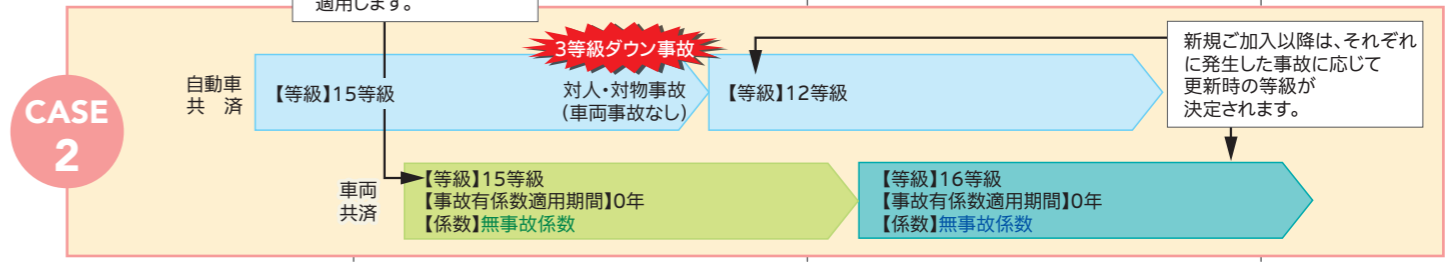 適用します。
CASE
2
自動車
共　済
【等級】15等級
3等級ダウン事故
対人・対物事故
(車両事故なし)
【等級】12等級
新規ご加入以降は、それぞれ
に発生した事故に応じて
更新時の等級が
決定されます。
車両
共済
【等級】15等級
【事故有係数適用期間】0年
【係数】無事故係数
【等級】16等級
【事故有係数適用期間】0年
【係数】無事故係数